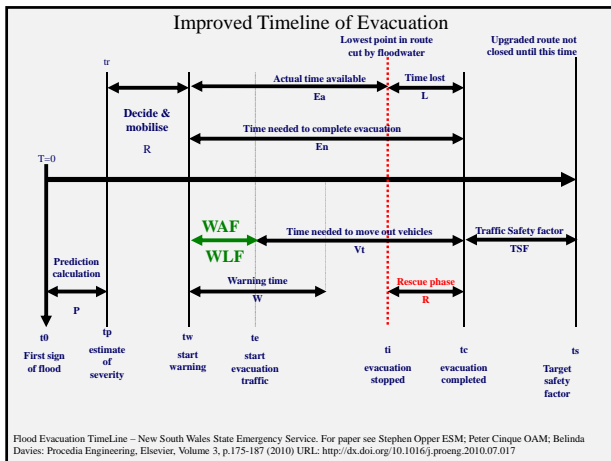 Improved Timeline of Evacuation
Lowest point in route
cut by floodwater
Upgraded route not
closed until this time
tr
Actual time available
Ea
Time lost
L
Decide &
mobilise
R
Time needed to complete evacuation
En
T=0
WAF
WLF
Time needed to move out vehicles
Vt
Traffic Safety factor
TSF
Prediction
calculation
P
Warning time
W
Rescue phase
R
t0
First sign
of flood
tp
estimate
of
severity
tw
start
warning
te
start
evacuation
traffic
ti
evacuation
stopped
tc
evacuation
completed
ts
Target
safety
factor
Flood Evacuation TimeLine – New South Wales State Emergency Service. For paper see Stephen Opper ESM; Peter Cinque OAM; Belinda
Davies: Procedia Engineering, Elsevier, Volume 3, p.175-187 (2010) URL: http://dx.doi.org/10.1016/j.proeng.2010.07.017